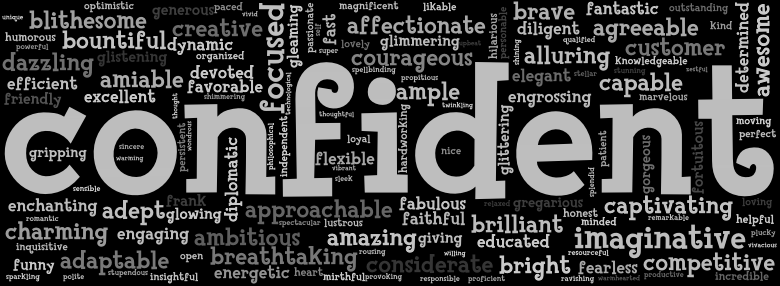 optimistic
generous
paced
vivid
magnificent
likable
unique
blithesome
creative
focused
gleaming
passionate
fast
super
affectionate
hilarious
personable
brave
fantastic
outstanding
humorous
powerful
bountiful
dynamic
lovely
glimmering
upbeat
diligent
agreeable
kind
determined
awesome
dazzling
glistening
organized
courageous
shining
qualified
alluring
customer
knowledgeable
efficient
amiable
devoted
favorable
spellbinding
propitious
elegant
stellar
stunning
zestful
friendly
excellent
shimmering
technological
ample
twinkling
engrossing
capable
marvelous
confident
thought
thoughtful
moving
perfect
gripping
sincere
warming
persistent
wondrous
philosophical
independent
loyal
flexible
vibrant
sleek
hardworking
nice
glittering
patient
gorgeous
fortuitous
sensible
diplomatic
splendid
enchanting
romantic
adept
glowing
frank
approachable
spectacular
lustrous
fabulous
faithful
relaxed
gregarious
honest
minded
captivating
remarkable
loving
helpful
charming
inquisitive
engaging
ambitious
amazing
giving
brilliant
educated
imaginative
plucky
vivacious
funny
adaptable
open
breathtaking
rousing
willing
resourceful
sparkling
polite
stupendous
insightful
energetic
heart
mirthful
provoking
considerate
responsible
proficient
bright
ravishing
fearless
warmhearted
productive
competitive
incredible